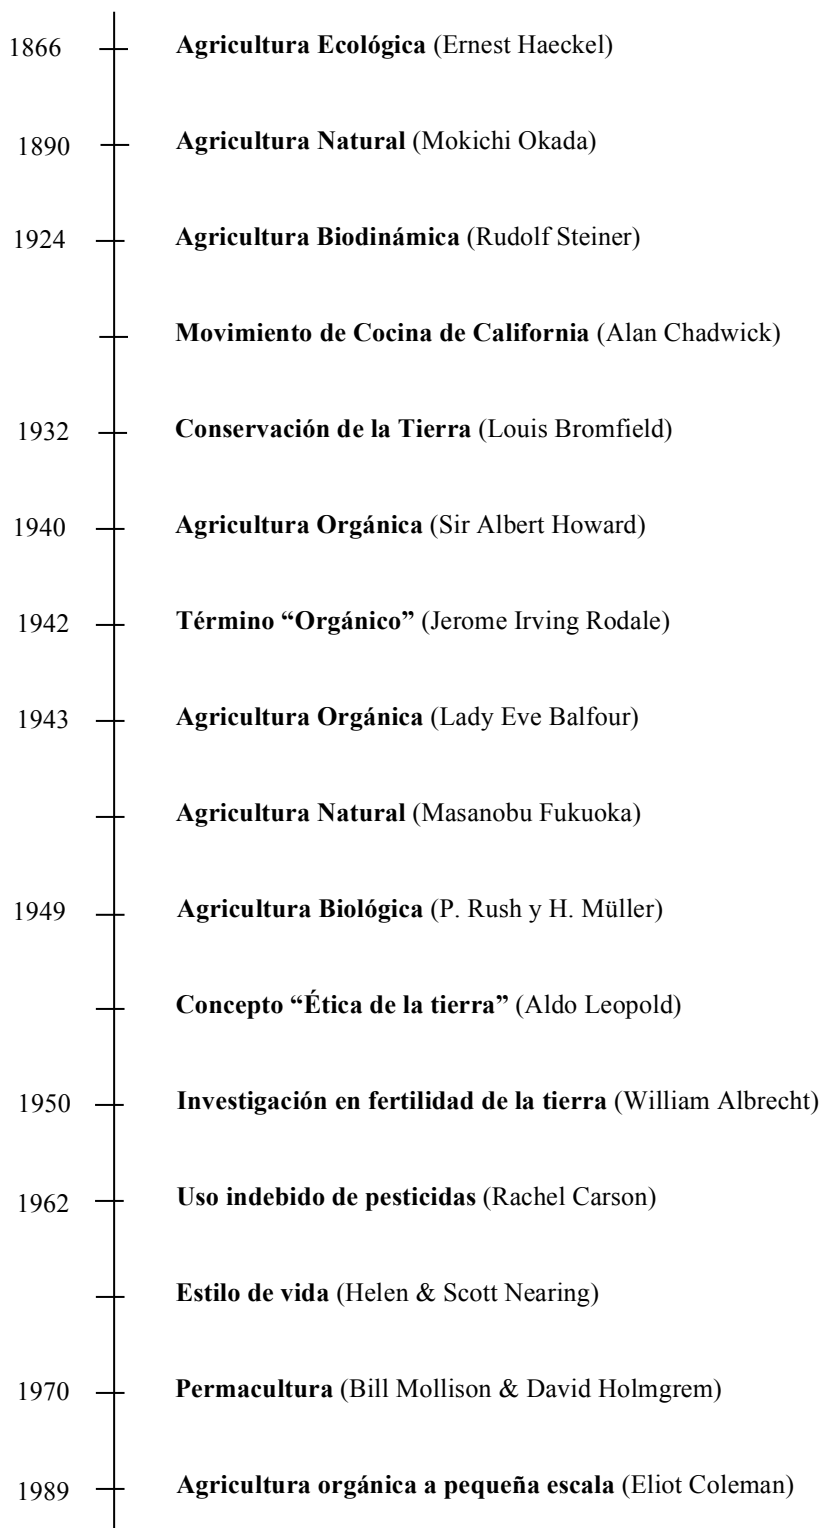 1866 Agricultura Ecológica (Ernest Haeckel)
1890 Agricultura Natural (Mokichi Okada)
1924 Agricultura Biodinámica (Rudolf Steiner)
Movimiento de Cocina de California (Alan Chadwick)
1932 Conservación de la Tierra (Louis Bromfield)
1940 Agricultura Orgánica (Sir Albert Howard)
1942 Término “Orgánico” (Jerome Irving Rodale)
1943 Agricultura Orgánica (Lady Eve Balfour)
Agricultura Natural (Masanobu Fukuoka)
1949 Agricultura Biológica (P. Rush y H. Müller)
Concepto “Ética de la tierra” (Aldo Leopold)
1950 Investigación en fertilidad de la tierra (William Albrecht)
1962 Uso indebido de pesticidas (Rachel Carson)
Estilo de vida (Helen & Scott Nearing)
1970 Permacultura (Bill Mollison & David Holmgrem)
1989 Agricultura orgánica a pequeña escala (Eliot Coleman)